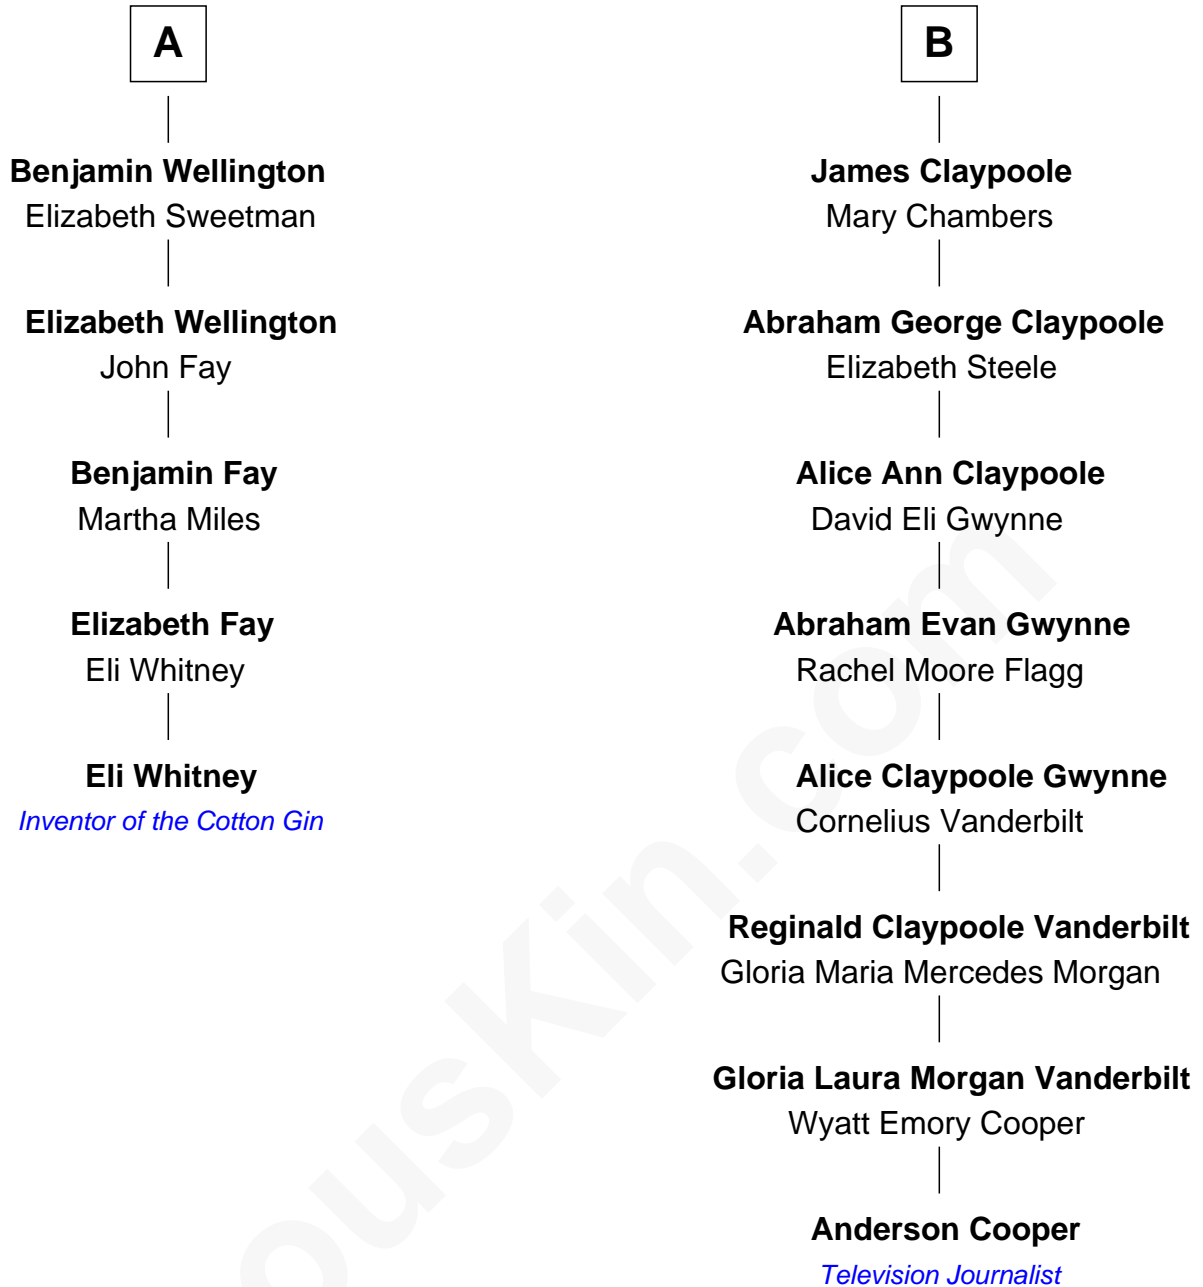 A
Benjamin Wellington
Elizabeth Sweetman
Elizabeth Wellington
John Fay
Benjamin Fay
Martha Miles
Elizabeth Fay
Eli Whitney
Eli Whitney
Inventor of the Cotton Gin
B
James Claypoole
Mary Chambers
Abraham George Claypoole
Elizabeth Steele
Alice Ann Claypoole
David Eli Gwynne
Abraham Evan Gwynne
Rachel Moore Flagg
Alice Claypoole Gwynne
Cornelius Vanderbilt
Reginald Claypoole Vanderbilt
Gloria Maria Mercedes Morgan
Gloria Laura Morgan Vanderbilt
Wyatt Emory Cooper
Anderson Cooper
Television Journalist
ousKin.com